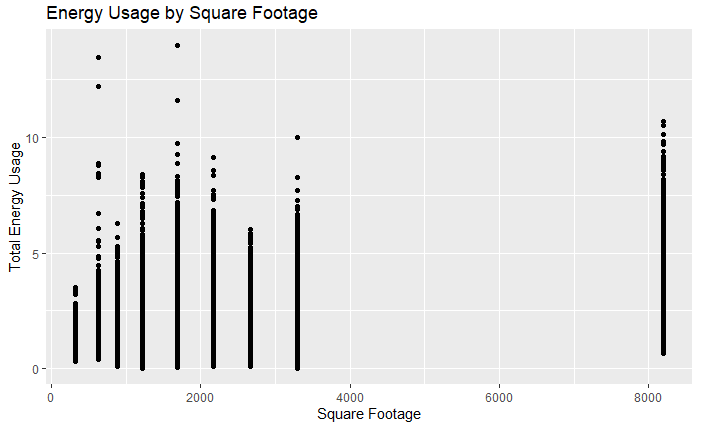 Energy Usage by Square Footage
Total Energy Usage
10
5
0
0 2000 4000 6000 8000
Square Footage